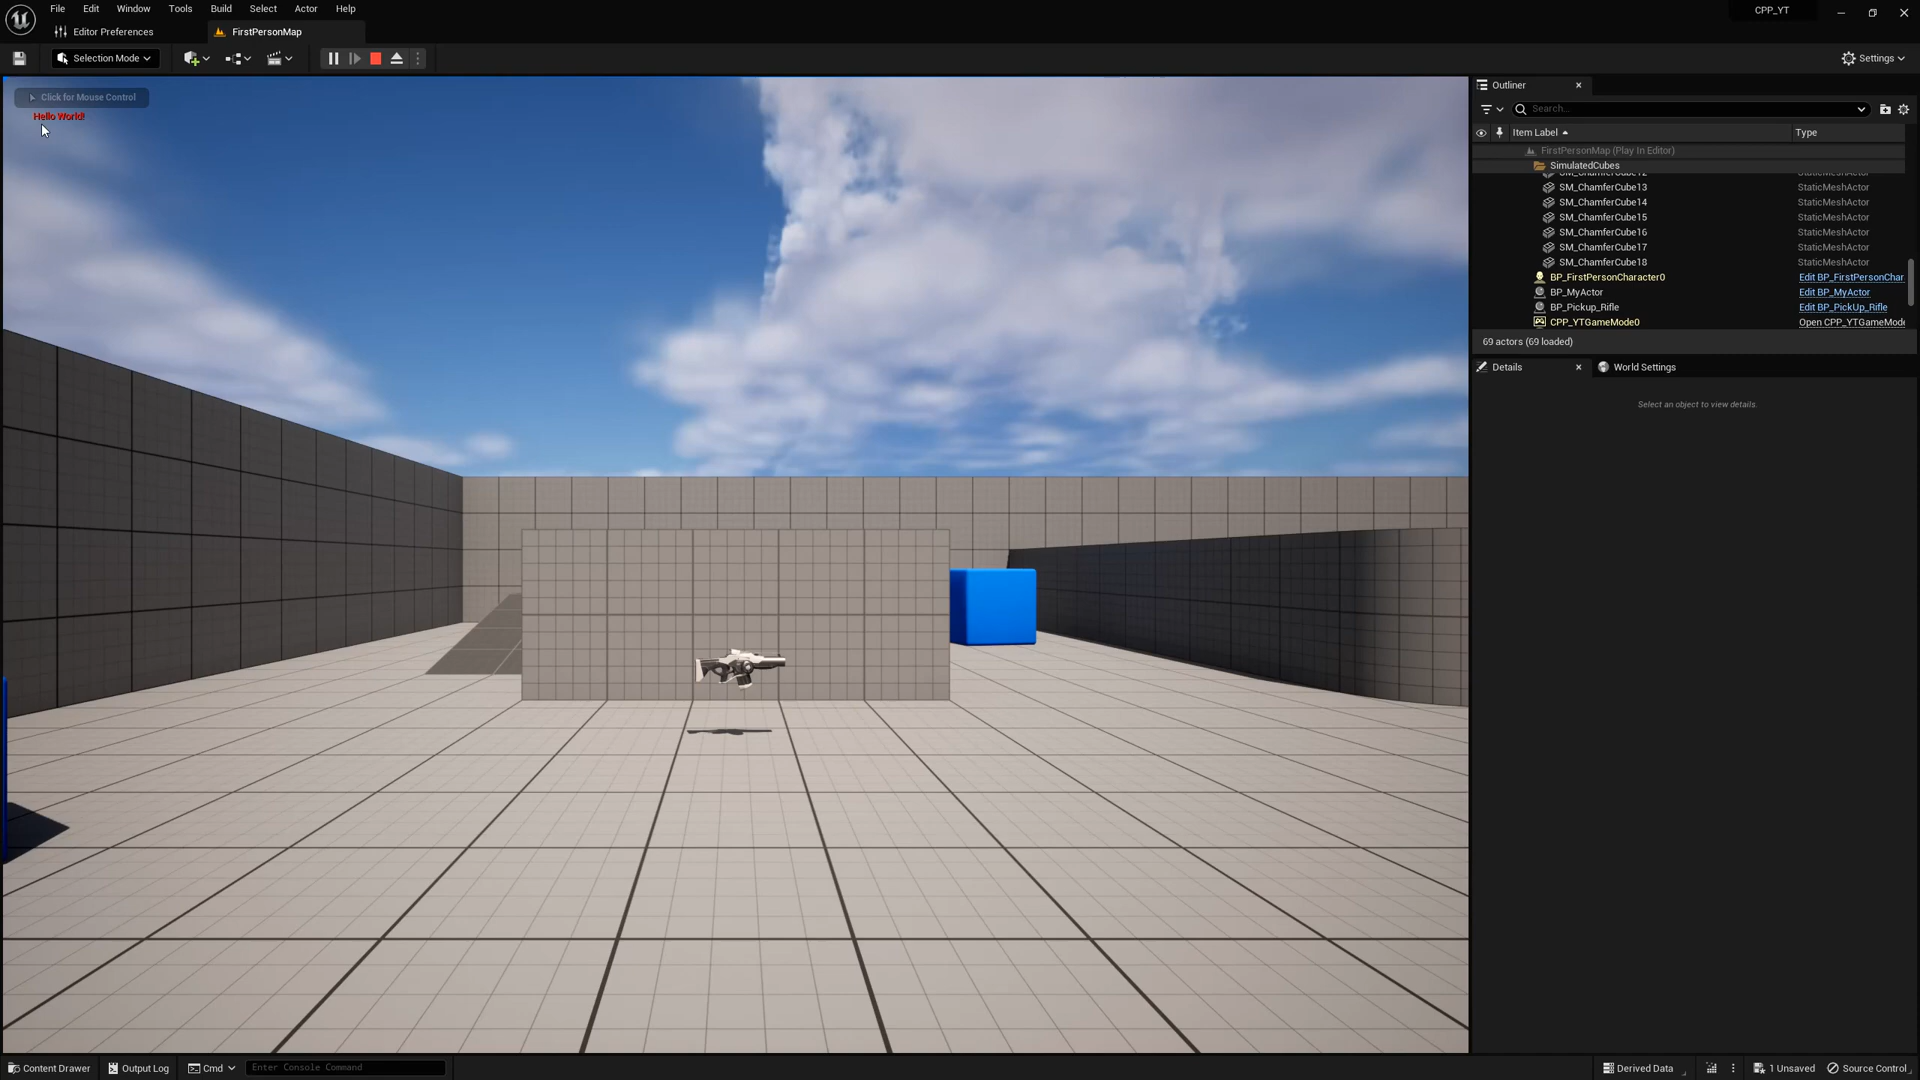 File Edit Window Tools Build Select Actor Help
CPP_YT
Editor Preferences
FirstPersonMap
Selection Mode
Settings
Click for Mouse Control
Hello World!
Outliner
Search...
Item Label
Type
FirstPersonMap (Play In Editor)
SimulatedCubes
SM_ChamferCube12 StaticMeshActor
SM_ChamferCube13 StaticMeshActor
SM_ChamferCube14 StaticMeshActor
SM_ChamferCube15 StaticMeshActor
SM_ChamferCube16 StaticMeshActor
SM_ChamferCube17 StaticMeshActor
SM_ChamferCube18 StaticMeshActor
BP_FirstPersonCharacter0 Edit BP_FirstPersonChar
BP_MyActor Edit BP_MyActor
BP_Pickup_Rifle Edit BP_PickUp_Rifle
CPP_YTGameMode0 Open CPP_YTGameMode
69 actors (69 loaded)
Details
World Settings
Select an object to view details.
Content Drawer
Output Log
Cmd
Enter Console Command
Derived Data
1 Unsaved
Source Control